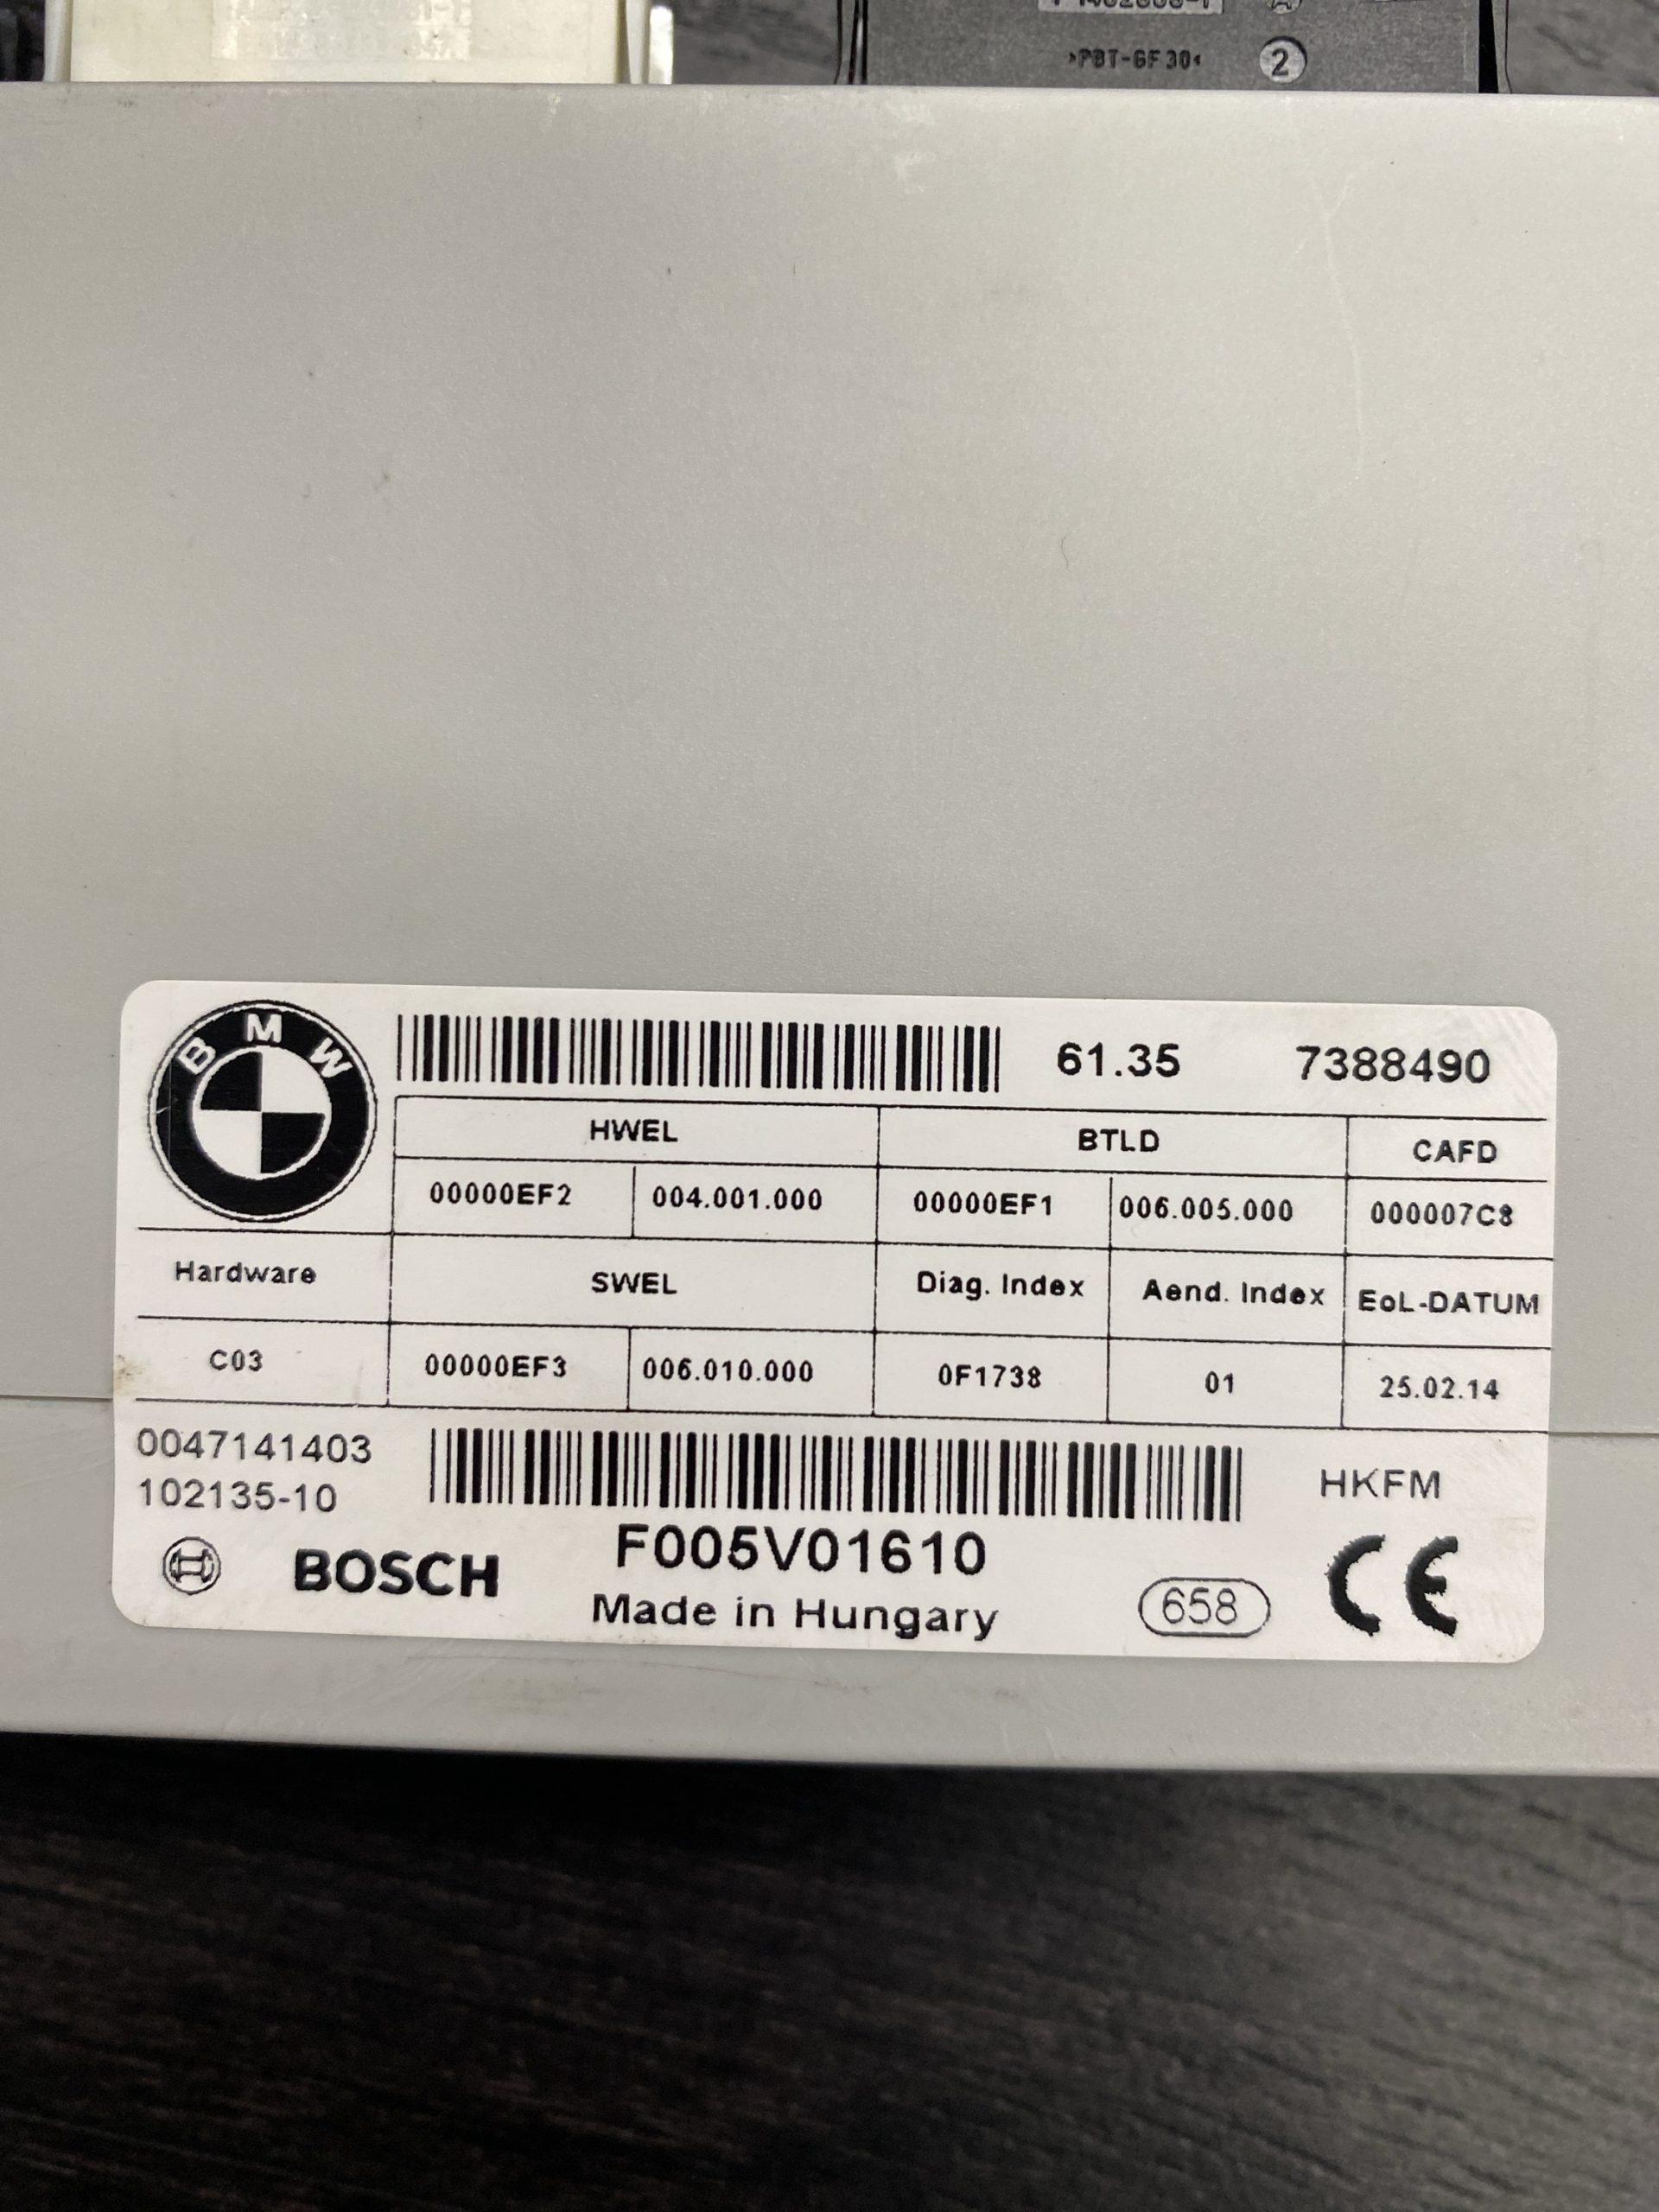 >PBT-GF30<
2
BMW
61.35 7388490
HWEL BTLD CAFD
00000EF2 004.001.000 00000EF1 006.005.000 000007C8
Hardware SWEL Diag. Index Aend. Index EoL-DATUM
C03 00000EF3 006.010.000 0F1738 01 25.02.14
0047141403
102135-10
HKFM
BOSCH
F005V01610
Made in Hungary
658
CE